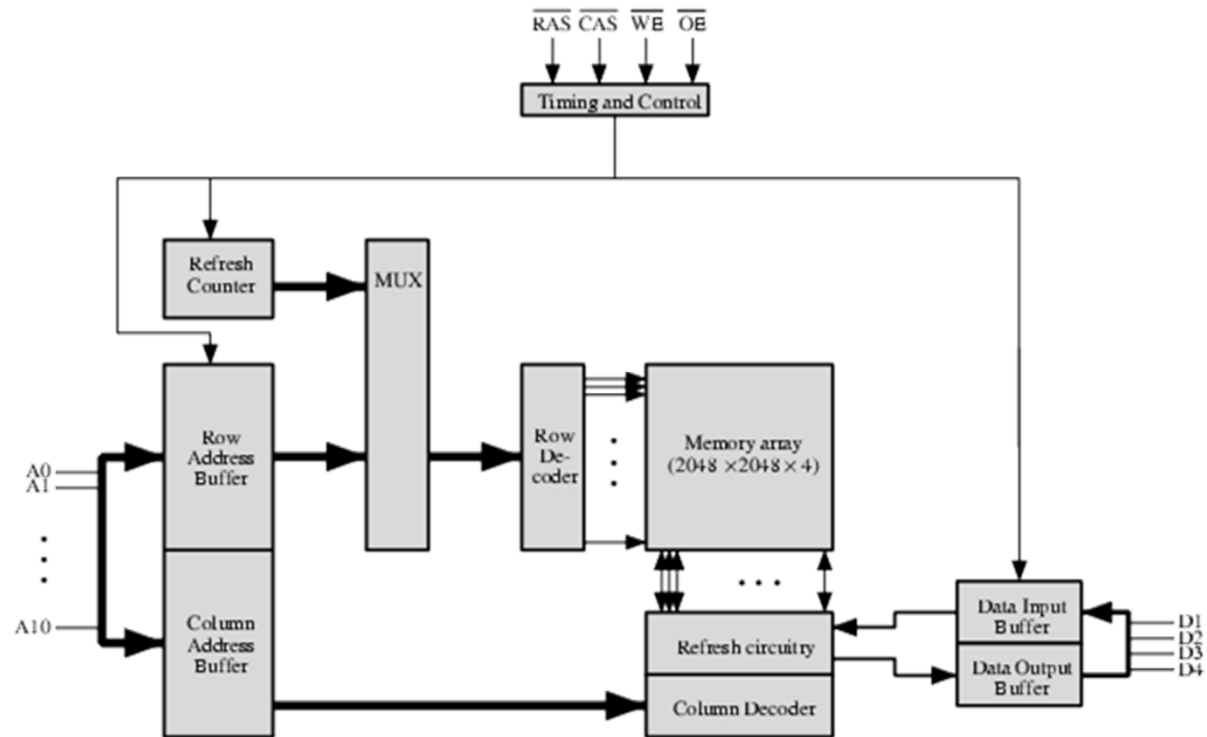 RAS CAS WE OE
Timing and Control
Refresh
Counter
MUX
Row
Address
Buffer
Row
De-
coder
Memory array
(2048 ×2048 × 4)
A0
A1
A10
Column
Address
Buffer
Refresh circuitry
Column Decoder
Data Input
Buffer
Data Output
Buffer
D1
D2
D3
D4